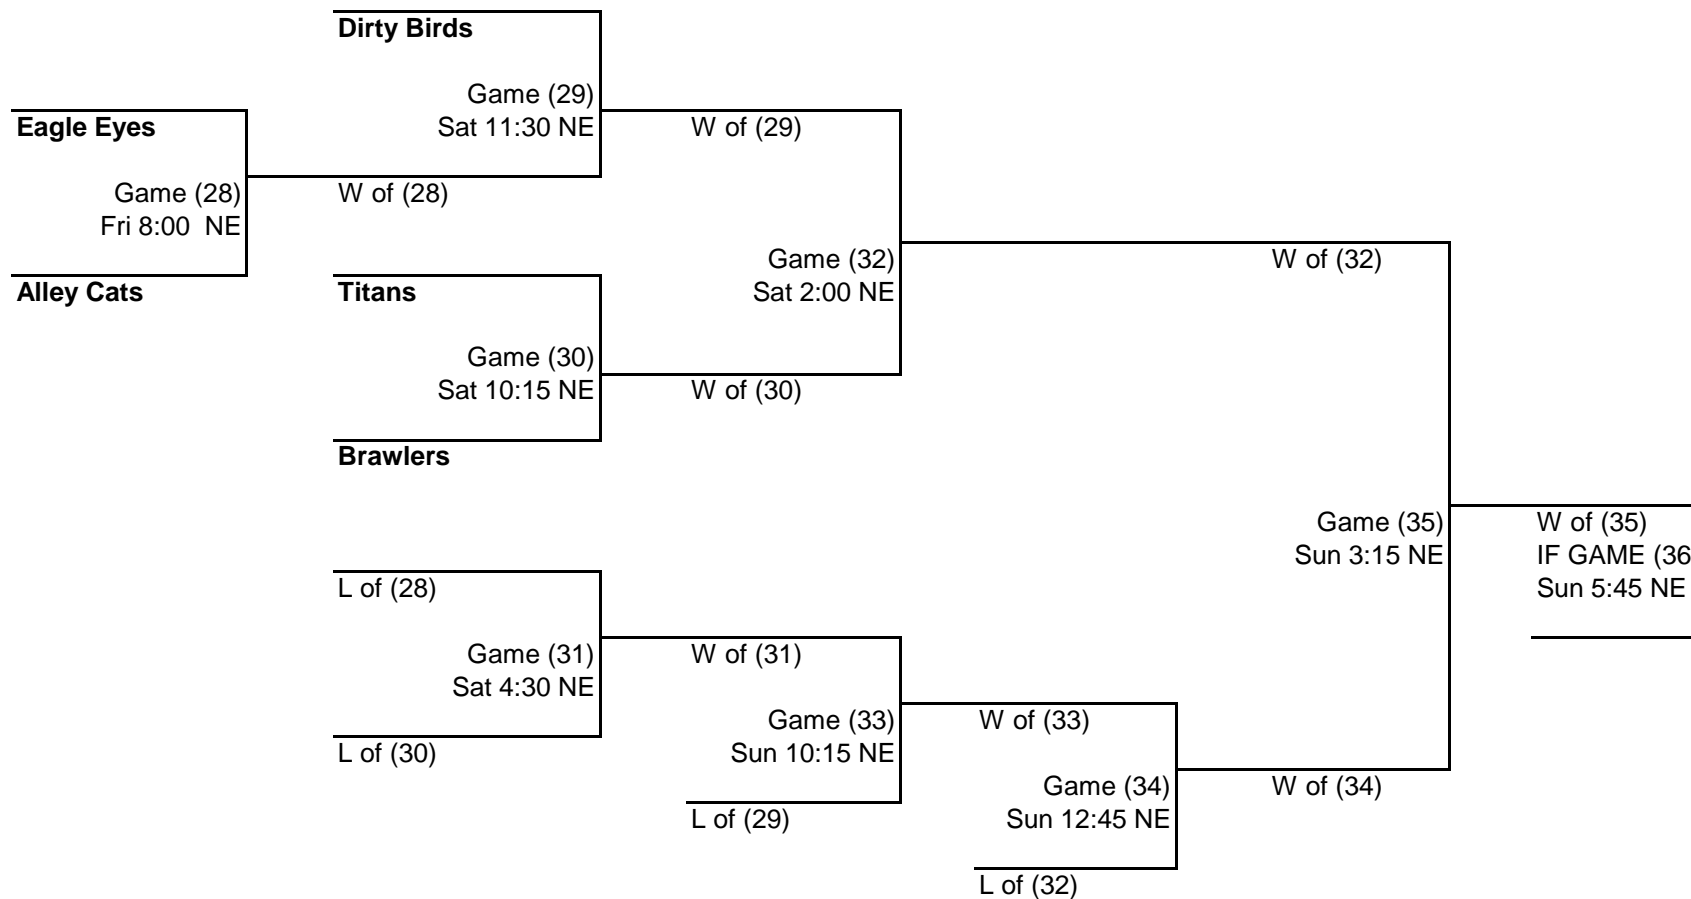 Dirty Birds
Game (29)
Sat 11:30 NE
Eagle Eyes
W of (29)
Game (28)
Fri 8:00  NE
W of (28)
Alley Cats
Titans
Game (32)
Sat 2:00 NE
W of (32)
Game (30)
Sat 10:15 NE
W of (30)
Brawlers
Game (35)
Sun 3:15 NE
W of (35)
IF GAME (36
Sun 5:45 NE
L of (28)
Game (31)
Sat 4:30 NE
W of (31)
L of (30)
Game (33)
Sun 10:15 NE
W of (33)
L of (29)
Game (34)
Sun 12:45 NE
W of (34)
L of (32)